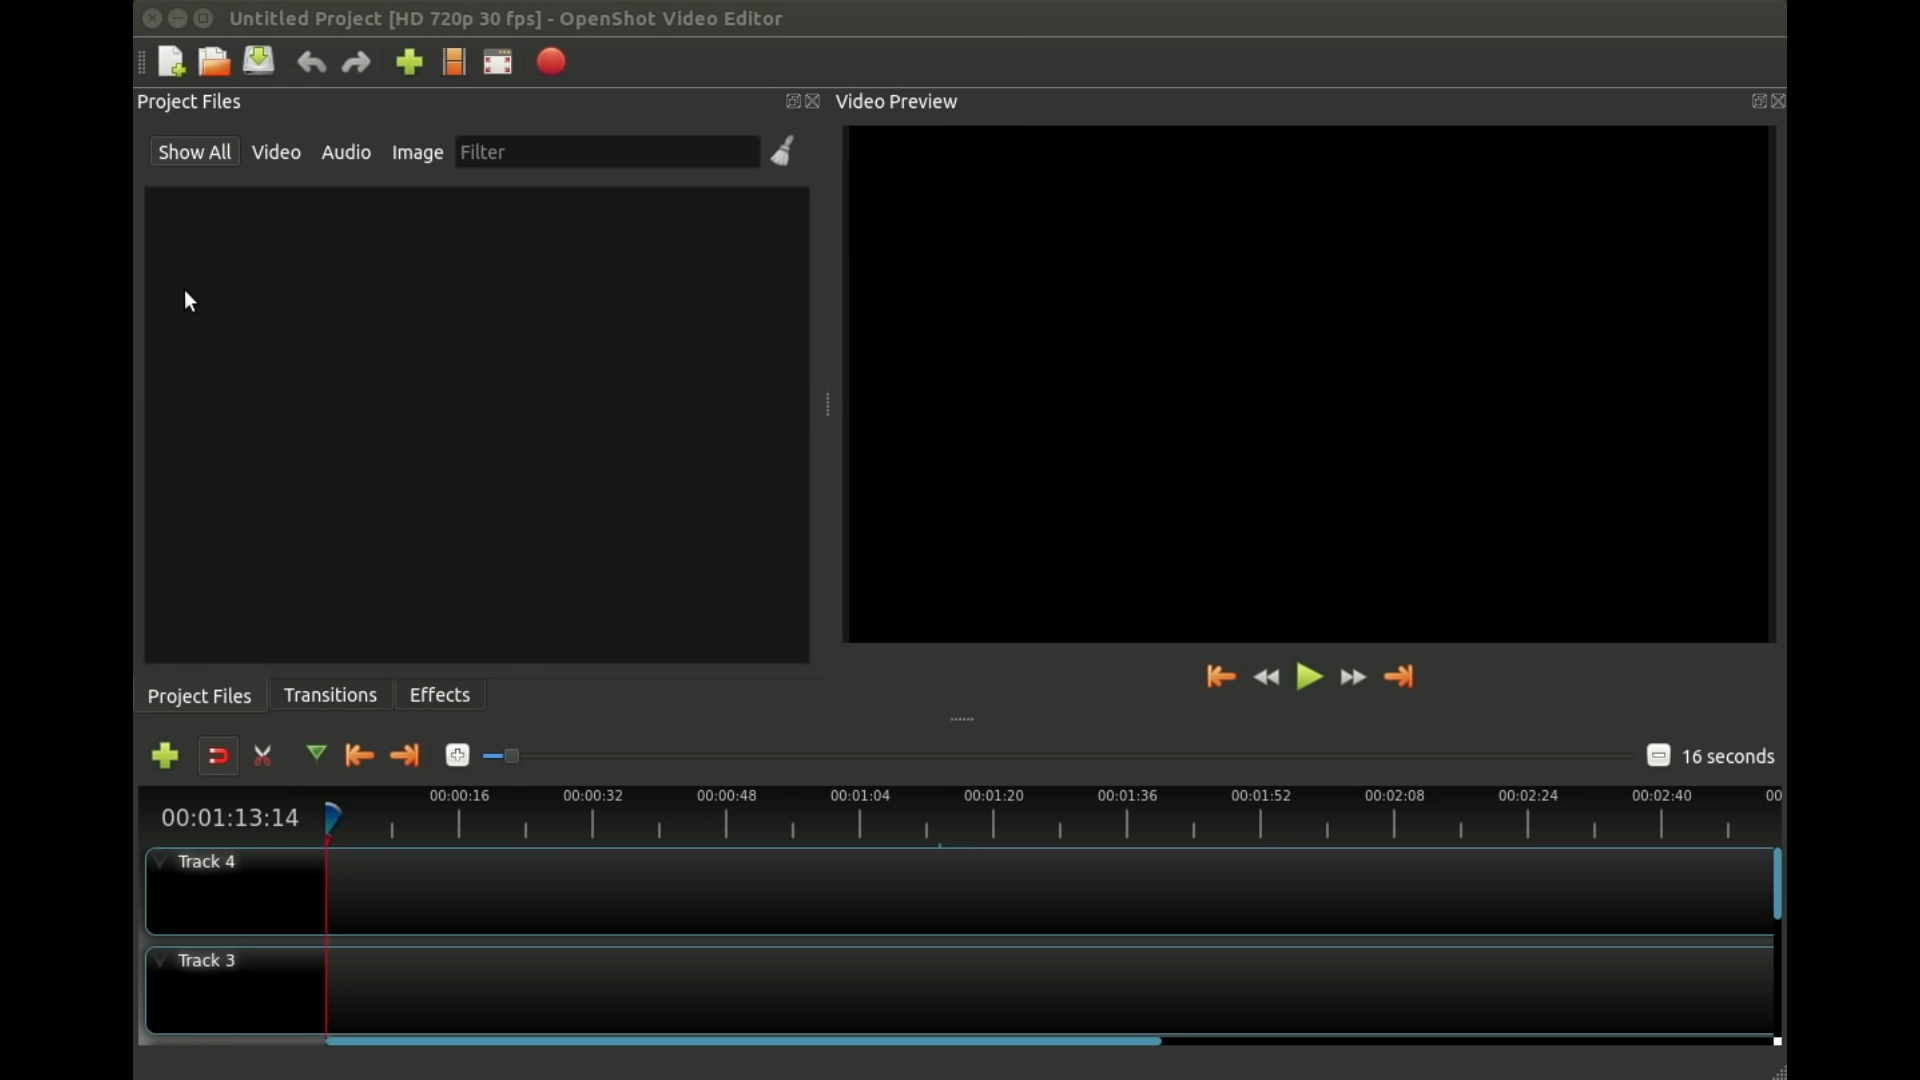 Untitled Project [HD 720p 30 fps] - OpenShot Video Editor
Project Files
Video Preview
Show All Video Audio Image Filter
Project Files Transitions Effects
16 seconds
00:01:13:14
00:00:16 00:00:32 00:00:48 00:01:04 00:01:20 00:01:36 00:01:52 00:02:08 00:02:24 00:02:40 00
Track 4
Track 3